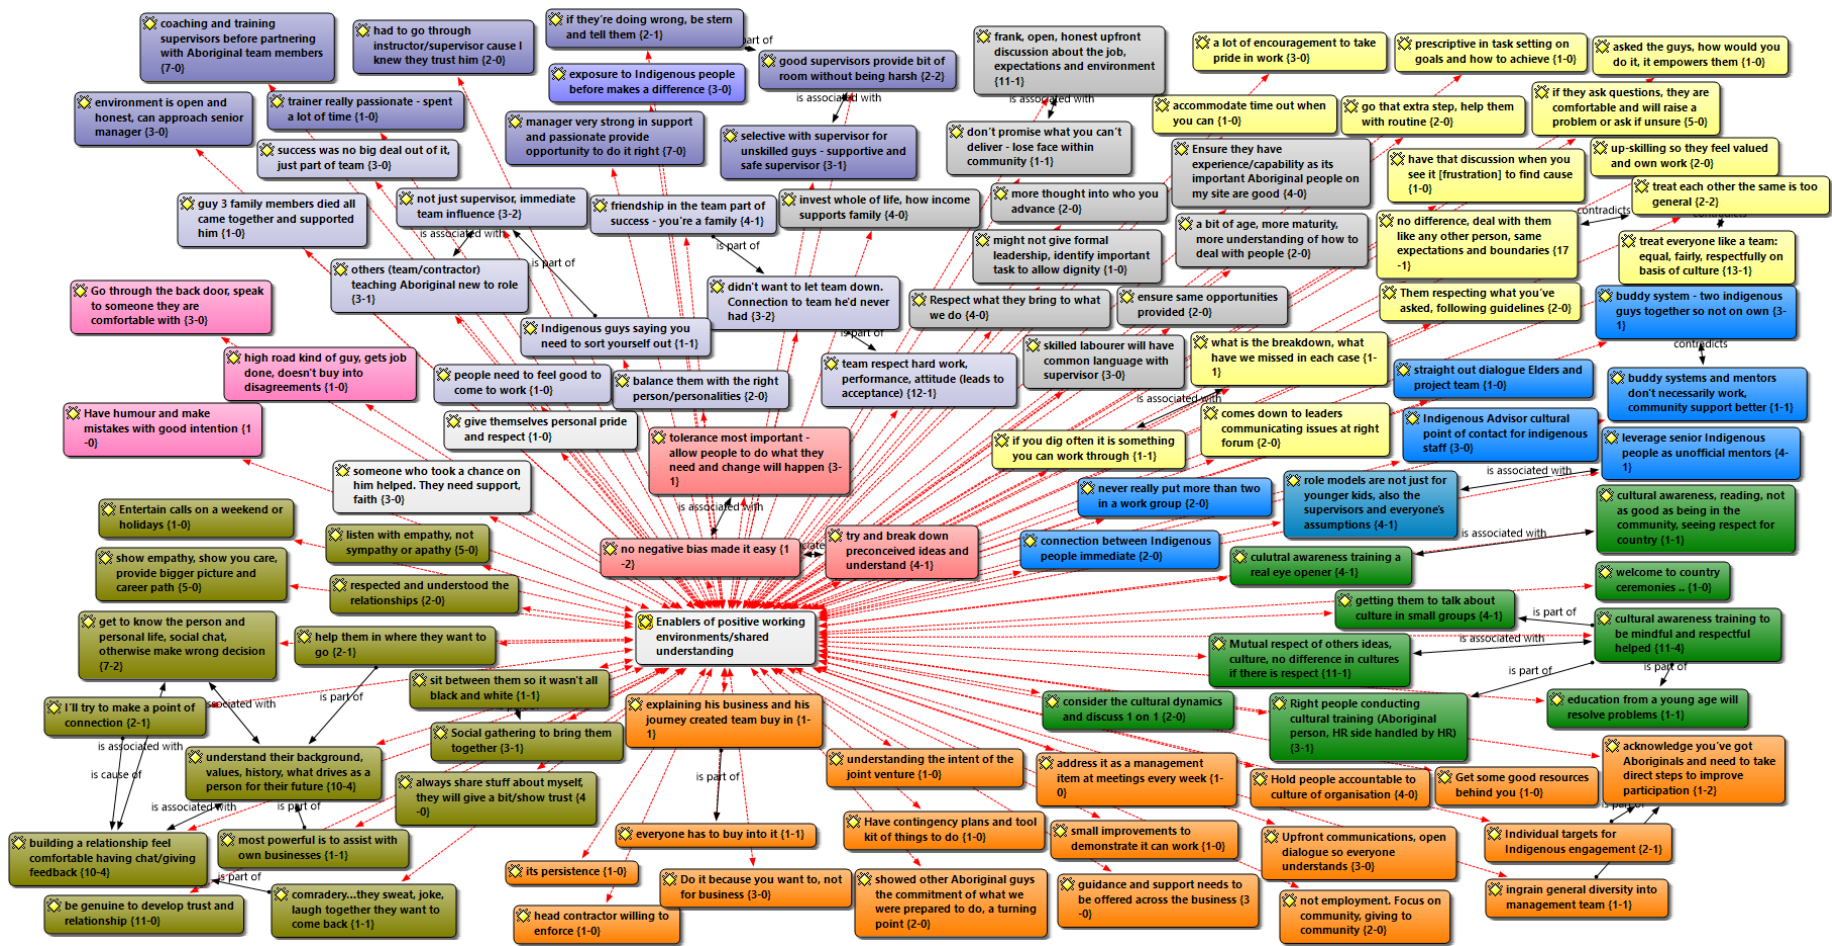 coaching and training
supervisors before partnering
with Aboriginal team members
{7-0}
had to go through
instructor/supervisor cause I
knew they trust him {2-0}
if they're doing wrong, be stern
and tell them {2-1}
part of
good supervisors provide bit of
room without being harsh {2-2}
is associated with
exposure to Indigenous people
before makes a difference {3-0}
environment is open and
honest, can approach senior
manager {3-0}
trainer really passionate - spent
a lot of time {1-0}
manager very strong in support
and passionate provide
opportunity to do it right {7-0}
selective with supervisor for
unskilled guys - supportive and
safe supervisor {3-1}
success was no big deal out of it,
just part of team {3-0}
guy 3 family members died all
came together and supported
him {1-0}
not just supervisor, immediate
team influence {3-2}
is associated with
friendship in the team part of
success - you're a family {4-1}
is part of
others (team/contractor)
teaching Aboriginal new to role
{3-1}
is part of
didn't want to let team down.
Connection to team he'd never
had {3-2}
is part of
Indigenous guys saying you
need to sort yourself out {1-1}
people need to feel good to
come to work {1-0}
balance them with the right
person/personalities {2-0}
team respect hard work,
performance, attitude (leads to
acceptance) {12-1}
frank, open, honest upfront
discussion about the job,
expectations and environment
{11-1}
is associated with
don't promise what you can't
deliver - lose face within
community {1-1}
Ensure they have
experience/capability as its
important Aboriginal people on
my site are good {4-0}
invest whole of life, how income
supports family {4-0}
more thought into who you
advance {2-0}
a bit of age, more maturity,
more understanding of how to
deal with people {2-0}
might not give formal
leadership, identify important
task to allow dignity {1-0}
Respect what they bring to what
we do {4-0}
ensure same opportunities
provided {2-0}
skilled labourer will have
common language with
supervisor {3-0}
a lot of encouragement to take
pride in work {3-0}
prescriptive in task setting on
goals and how to achieve {1-0}
asked the guys, how would you
do it, it empowers them {1-0}
accommodate time out when
you can {1-0}
go that extra step, help them
with routine {2-0}
if they ask questions, they are
comfortable and will raise a
problem or ask if unsure {5-0}
have that discussion when you
see it [frustration] to find cause
{1-0}
up-skilling so they feel valued
and own work {2-0}
treat each other the same is too
general {2-2}
contradicts
contradicts
no difference, deal with them
like any other person, same
expectations and boundaries {17
-1}
treat everyone like a team:
equal, fairly, respectfully on
basis of culture {13-1}
Them respecting what you've
asked, following guidelines {2-0}
what is the breakdown, what
have we missed in each case {1-
1}
is associated with
comes down to leaders
communicating issues at right
forum {2-0}
if you dig often it is something
you can work through {1-1}
buddy system - two indigenous
guys together so not on own {3-
1}
contradicts
straight out dialogue Elders and
project team {1-0}
buddy systems and mentors
don't necessarily work,
community support better {1-1}
Indigenous Advisor cultural
point of contact for indigenous
staff {3-0}
leverage senior Indigenous
people as unofficial mentors {4-
1}
is associated with
role models are not just for
younger kids, also the
supervisors and everyone's
assumptions {4-1}
never really put more than two
in a work group {2-0}
connection between Indigenous
people immediate {2-0}
Go through the back door, speak
to someone they are
comfortable with {3-0}
high road kind of guy, gets job
done, doesn't buy into
disagreements {1-0}
Have humour and make
mistakes with good intention {1
-0}
give themselves personal pride
and respect {1-0}
someone who took a chance on
him helped. They need support,
faith {3-0}
tolerance most important -
allow people to do what they
need and change will happen {3-
1}
is associated with
no negative bias made it easy {1
-2}
try and break down
preconceived ideas and
understand {4-1}
Enablers of positive working
environments/shared
understanding
cultural awareness, reading, not
as good as being in the
community, seeing respect for
country {1-1}
is associated with
culutral awareness training a
real eye opener {4-1}
welcome to country
ceremonies .. {1-0}
getting them to talk about
culture in small groups {4-1}
is part of
is associated with
cultural awareness training to
be mindful and respectful
helped {11-4}
Mutual respect of others ideas,
culture, no difference in cultures
if there is respect {11-1}
is part of
is part of
education from a young age will
resolve problems {1-1}
consider the cultural dynamics
and discuss 1 on 1 {2-0}
Right people conducting
cultural training (Aboriginal
person, HR side handled by HR)
{3-1}
Entertain calls on a weekend or
holidays {1-0}
listen with empathy, not
sympathy or apathy {5-0}
show empathy, show you care,
provide bigger picture and
career path {5-0}
respected and understood the
relationships {2-0}
get to know the person and
personal life, social chat,
otherwise make wrong decision
{7-2}
help them in where they want to
go {2-1}
is part of
sit between them so it wasn't all
black and white {1-1}
I'll try to make a point of
connection {2-1}
is associated with
is cause of
Social gathering to bring them
together {3-1}
understand their background,
values, history, what drives as a
person for their future {10-4}
is associated with
is part of
always share stuff about myself,
they will give a bit/show trust {4
-0}
building a relationship feel
comfortable having chat/giving
feedback {10-4}
most powerful is to assist with
own businesses {1-1}
is part of
comradery...they sweat, joke,
laugh together they want to
come back {1-1}
be genuine to develop trust and
relationship {11-0}
explaining his business and his
journey created team buy in {1-
1}
is part of
everyone has to buy into it {1-1}
its persistence {1-0}
head contractor willing to
enforce {1-0}
Do it because you want to, not
for business {3-0}
understanding the intent of the
joint venture {1-0}
Have contingency plans and tool
kit of things to do {1-0}
showed other Aboriginal guys
the commitment of what we
were prepared to do, a turning
point {2-0}
address it as a management
item at meetings every week {1-
0}
small improvements to
demonstrate it can work {1-0}
guidance and support needs to
be offered across the business {3
-0}
Hold people accountable to
culture of organisation {4-0}
Get some good resources
behind you {1-0}
acknowledge you've got
Aboriginals and need to take
direct steps to improve
participation {1-2}
is part of
Upfront communications, open
dialogue so everyone
understands {3-0}
Individual targets for
Indigenous engagement {2-1}
not employment. Focus on
community, giving to
community {2-0}
ingrain general diversity into
management team {1-1}